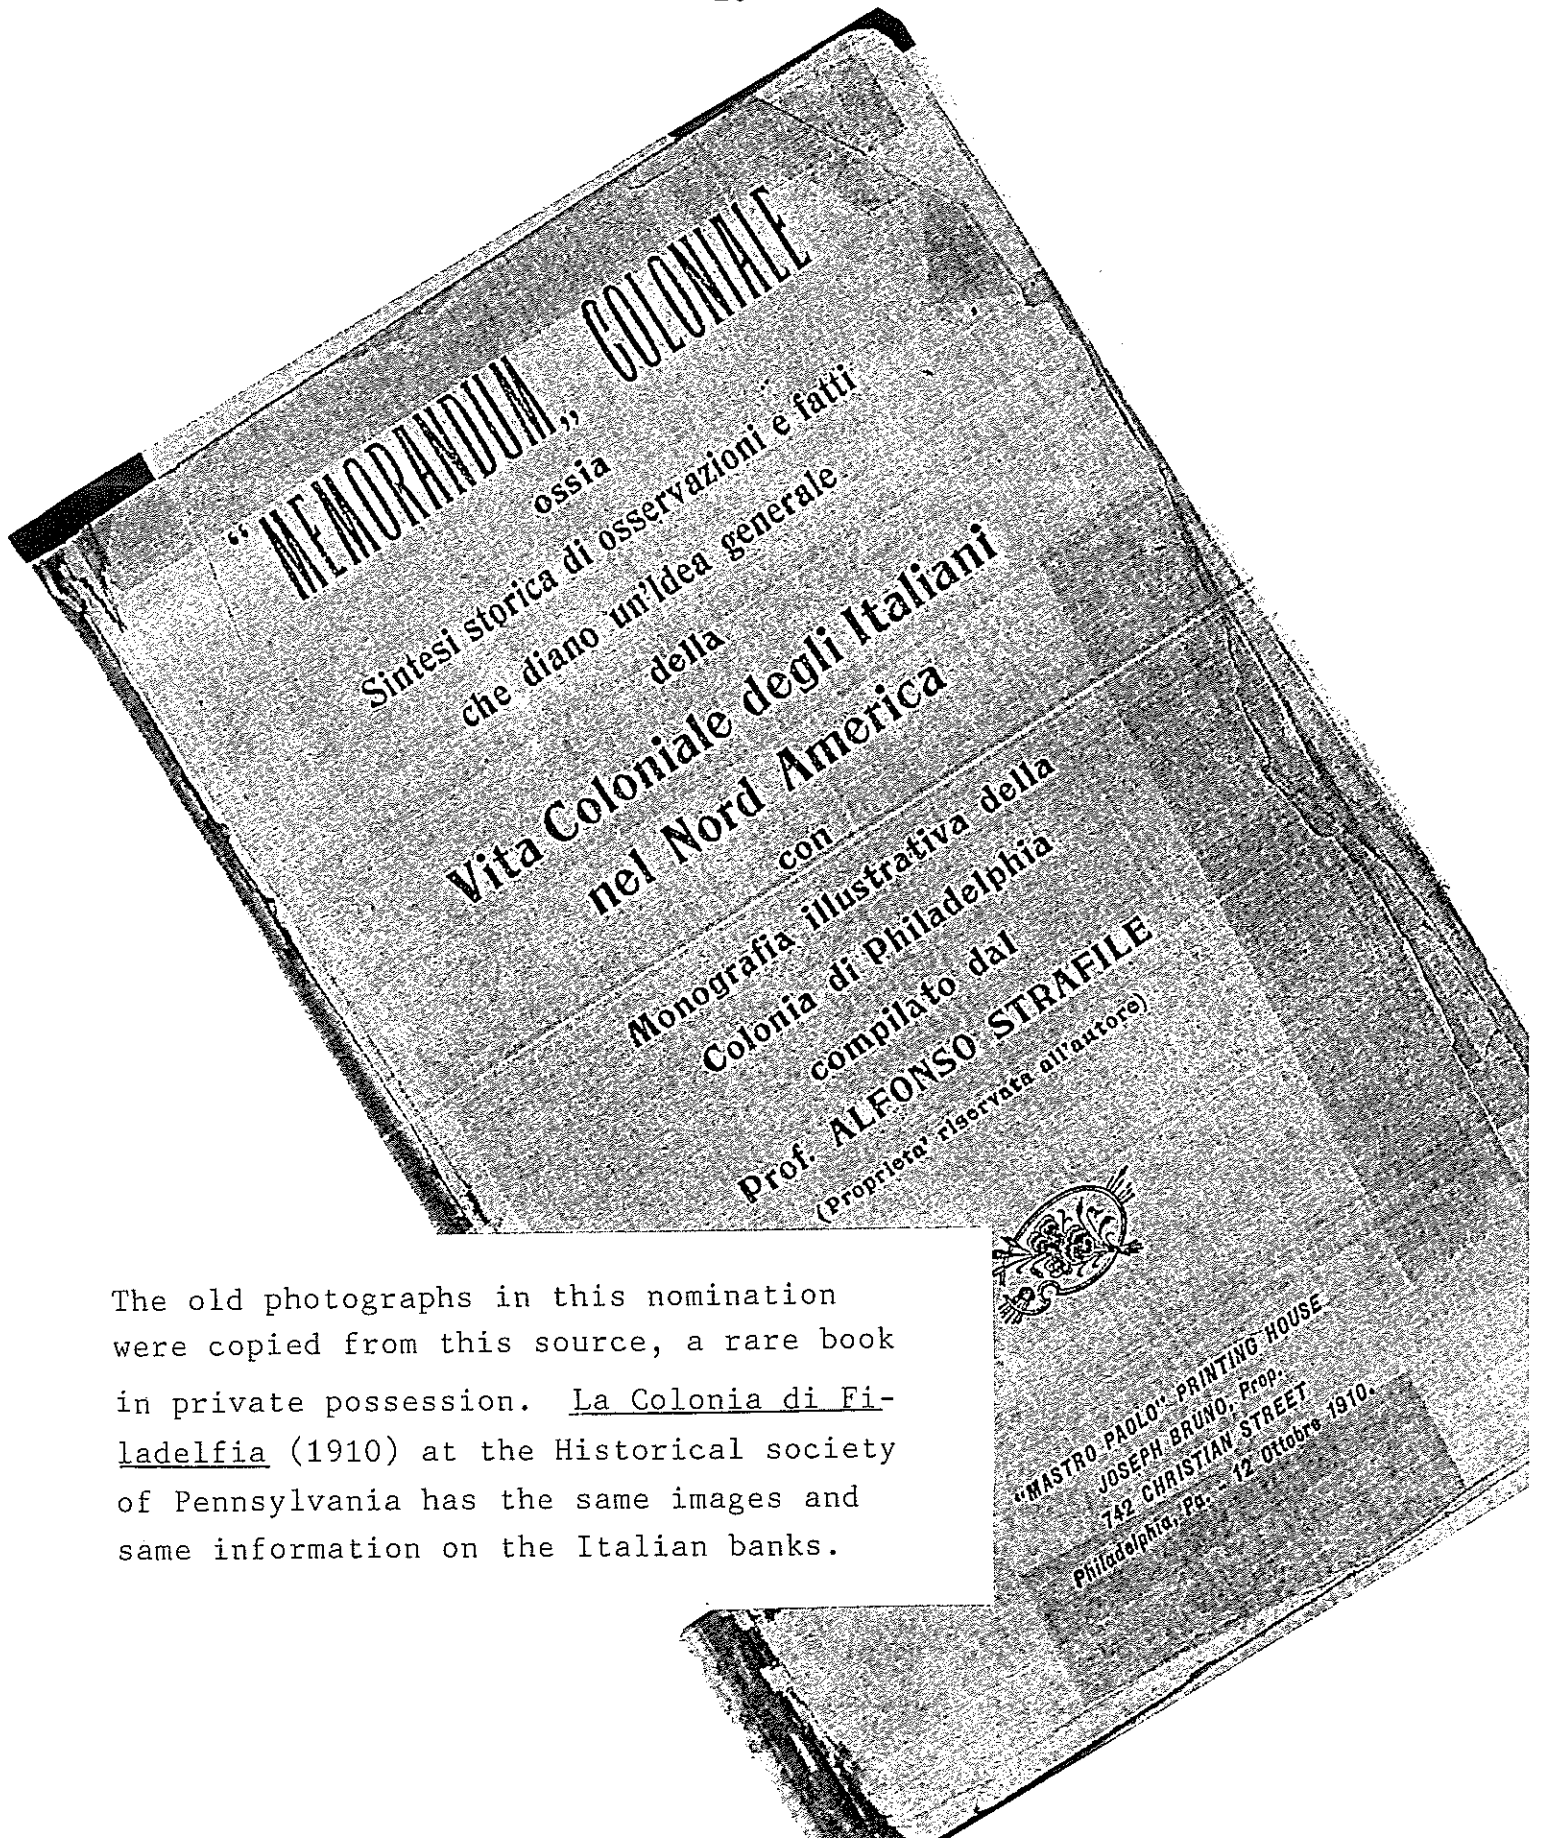 “MEMORANDUM„ COLONIALE
ossia
Sintesi storica di osservazioni e fatti
che diano un'Idea generale
della
Vita Coloniale degli Italiani
nel Nord America
con
Monografia illustrativa della
Colonia di Philadelphia
compilato dal
Prof. ALFONSO STRAFILE
(Proprieta' riservata all'autore)
“MASTRO PAOLO” PRINTING HOUSE
JOSEPH BRUNO, Prop.
742 CHRISTIAN STREET
Philadelphia, Pa. - 12 Ottobre 1910.
The old photographs in this nomination
were copied from this source, a rare book
in private possession. La Colonia di Fi-
ladelfia (1910) at the Historical society
of Pennsylvania has the same images and
same information on the Italian banks.